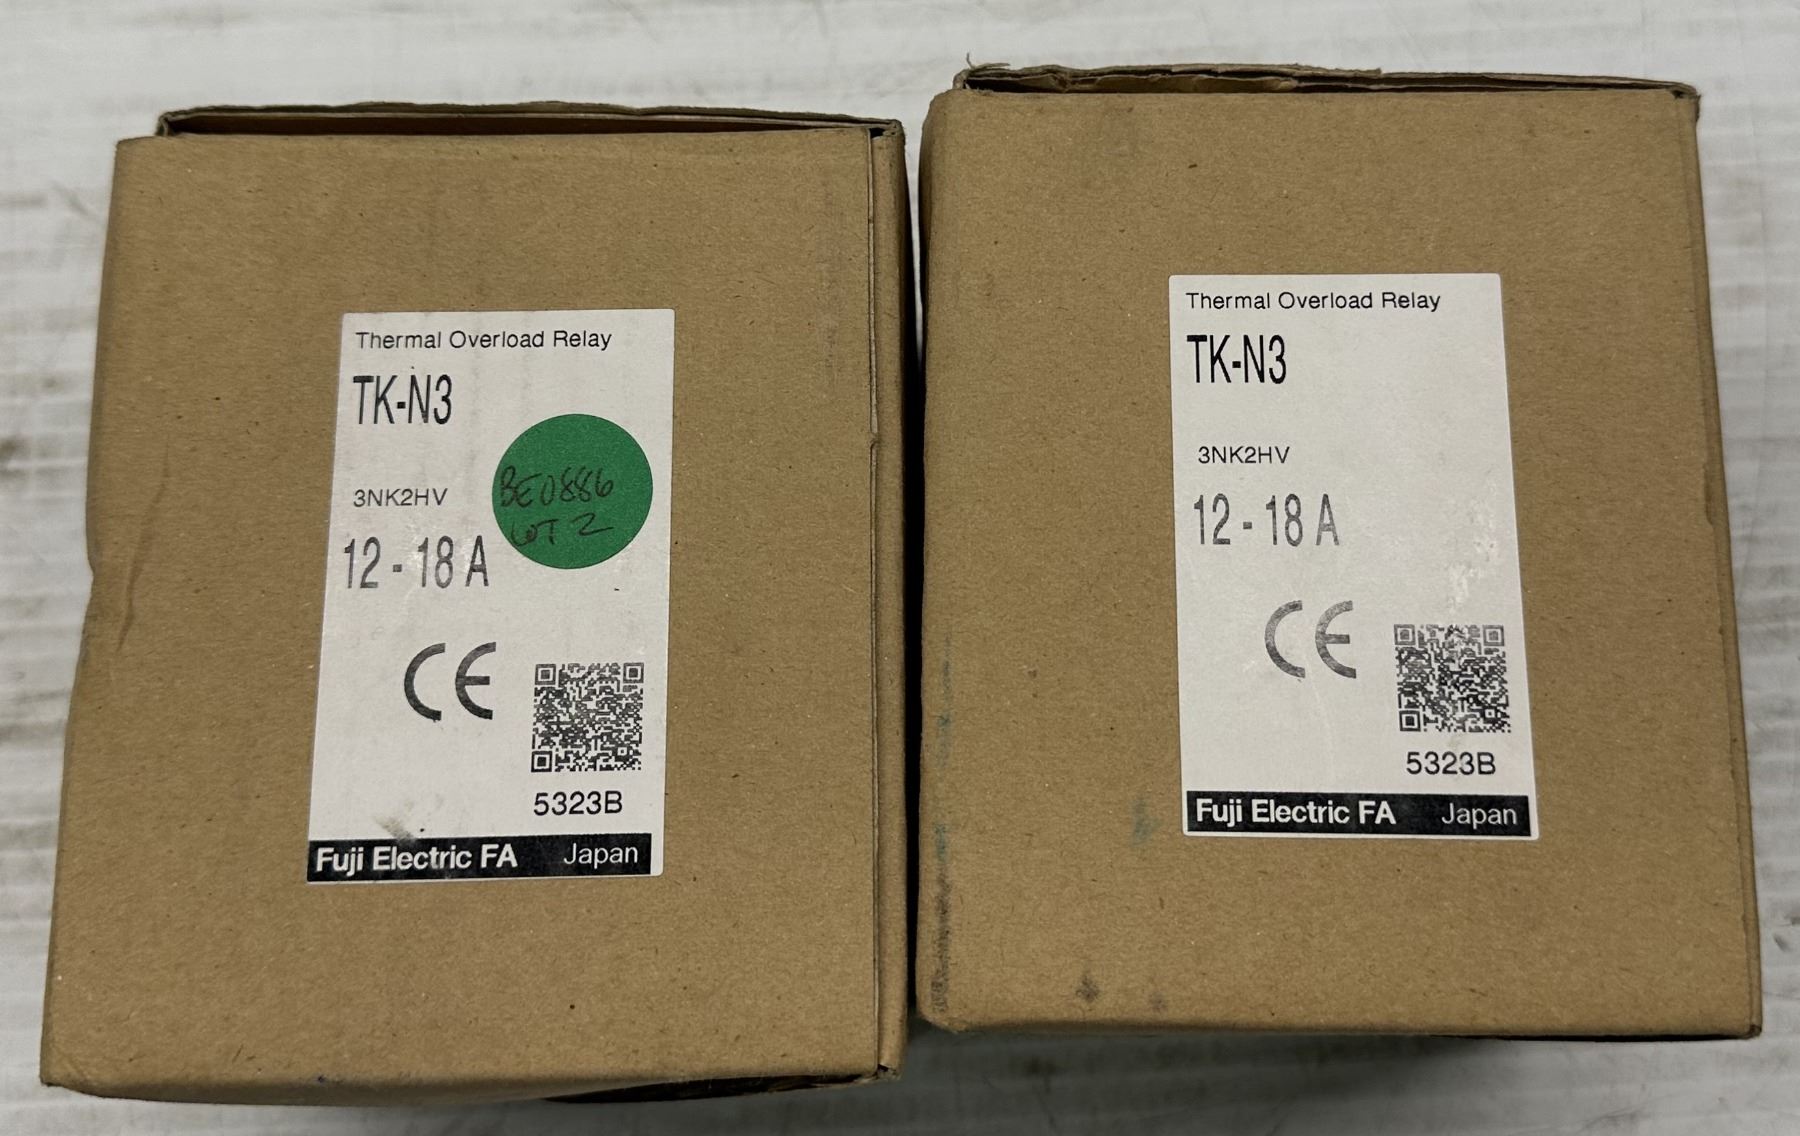 Thermal Overload Relay
TK-N3
3NK2HV
BE0886
LOT 2
12 - 18 A
CE
5323B
Fuji Electric FA Japan
Thermal Overload Relay
TK-N3
3NK2HV
12 - 18 A
CE
5323B
Fuji Electric FA Japan